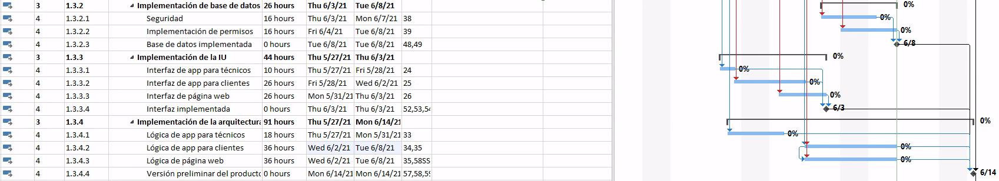 3 1.3.2 Implementación de base de datos 26 hours Thu 6/3/21 Tue 6/8/21 0%
4 1.3.2.1 Seguridad 16 hours Thu 6/3/21 Mon 6/7/21 38 0%
4 1.3.2.2 Implementación de permisos 16 hours Fri 6/4/21 Tue 6/8/21 39 0%
4 1.3.2.3 Base de datos implementada 0 hours Tue 6/8/21 Tue 6/8/21 48,49 6/8
3 1.3.3 Implementación de la IU 44 hours Thu 5/27/21 Thu 6/3/21 0%
4 1.3.3.1 Interfaz de app para técnicos 10 hours Thu 5/27/21 Fri 5/28/21 24 0%
4 1.3.3.2 Interfaz de app para clientes 26 hours Fri 5/28/21 Wed 6/2/21 25 0%
4 1.3.3.3 Interfaz de página web 26 hours Mon 5/31/21 Thu 6/3/21 26 0%
4 1.3.3.4 Interfaz implementada 0 hours Thu 6/3/21 Thu 6/3/21 52,53,54 6/3
3 1.3.4 Implementación de la arquitectura 91 hours Thu 5/27/21 Mon 6/14/21 0%
4 1.3.4.1 Lógica de app para técnicos 18 hours Thu 5/27/21 Mon 5/31/21 33 0%
4 1.3.4.2 Lógica de app para clientes 36 hours Wed 6/2/21 Tue 6/8/21 34,35 0%
4 1.3.4.3 Lógica de página web 36 hours Wed 6/2/21 Tue 6/8/21 35,58SS 0%
4 1.3.4.4 Versión preliminar del producto 0 hours Mon 6/14/21 Mon 6/14/21 57,58,59 6/14